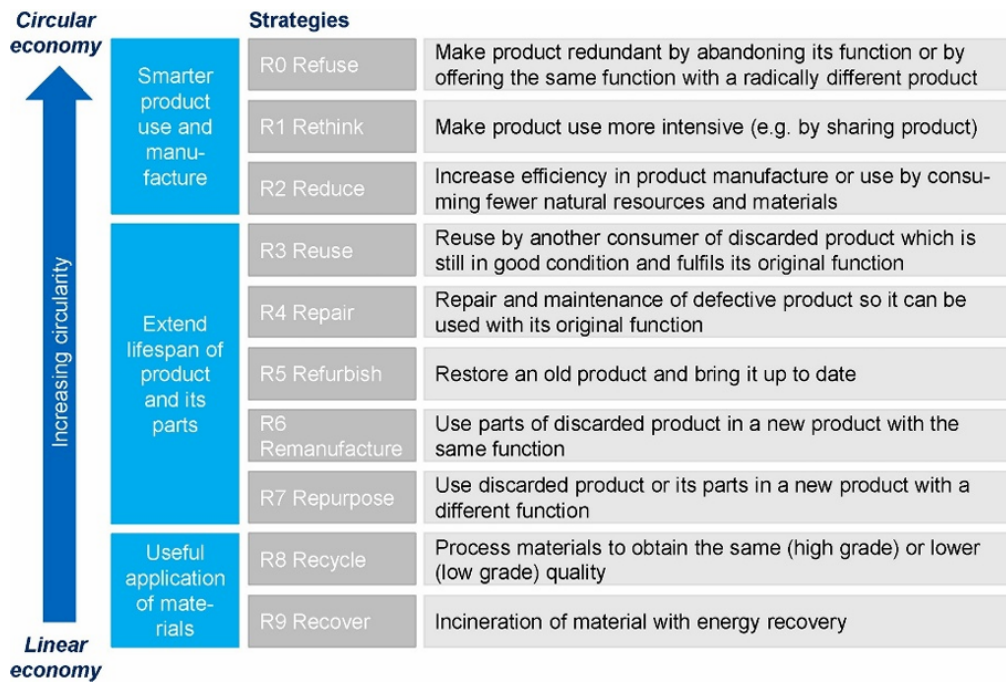 Circular
economy
Strategies
Increasing circularity
Linear
economy
Smarter
product
use and
manu-
facture
R0 Refuse
Make product redundant by abandoning its function or by
offering the same function with a radically different product
R1 Rethink
Make product use more intensive (e.g. by sharing product)
R2 Reduce
Increase efficiency in product manufacture or use by consu-
ming fewer natural resources and materials
Extend
lifespan of
product
and its
parts
R3 Reuse
Reuse by another consumer of discarded product which is
still in good condition and fulfils its original function
R4 Repair
Repair and maintenance of defective product so it can be
used with its original function
R5 Refurbish
Restore an old product and bring it up to date
R6
Remanufacture
Use parts of discarded product in a new product with the
same function
R7 Repurpose
Use discarded product or its parts in a new product with a
different function
Useful
application
of mate-
rials
R8 Recycle
Process materials to obtain the same (high grade) or lower
(low grade) quality
R9 Recover
Incineration of material with energy recovery